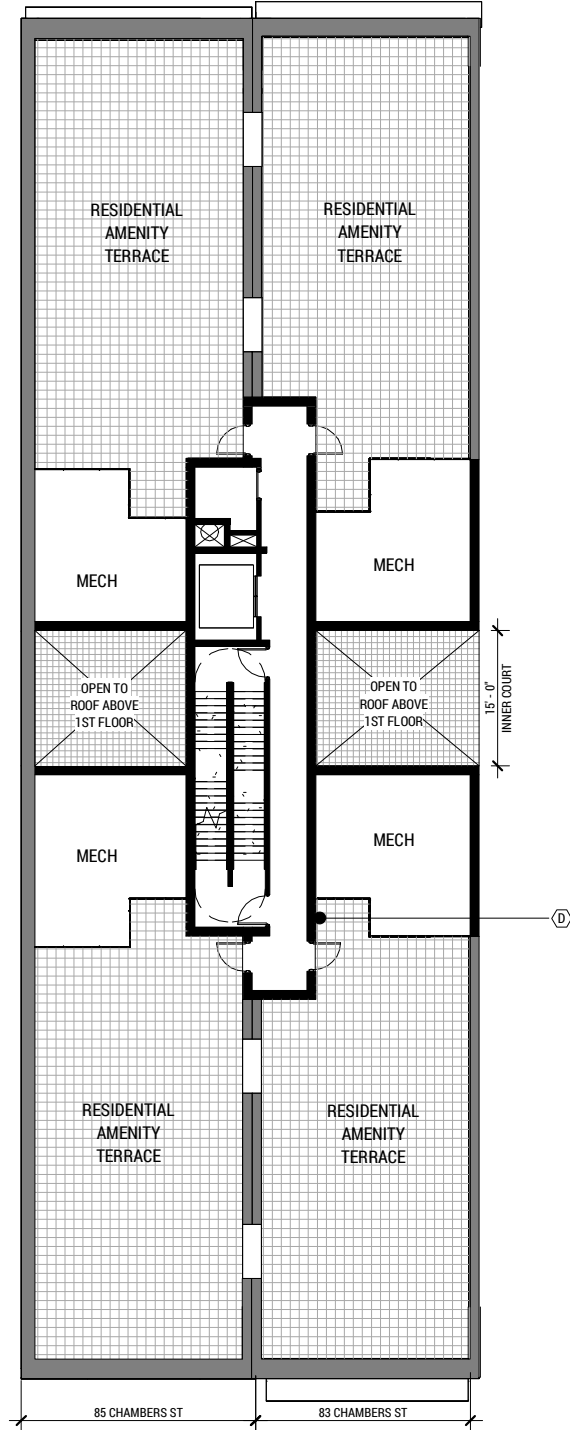 RESIDENTIAL
AMENITY
TERRACE
RESIDENTIAL
AMENITY
TERRACE
MECH
MECH
OPEN TO
ROOF ABOVE
1ST FLOOR
OPEN TO
ROOF ABOVE
1ST FLOOR
15' - 0"
INNER COURT
MECH
MECH
D
RESIDENTIAL
AMENITY
TERRACE
RESIDENTIAL
AMENITY
TERRACE
85 CHAMBERS ST
83 CHAMBERS ST